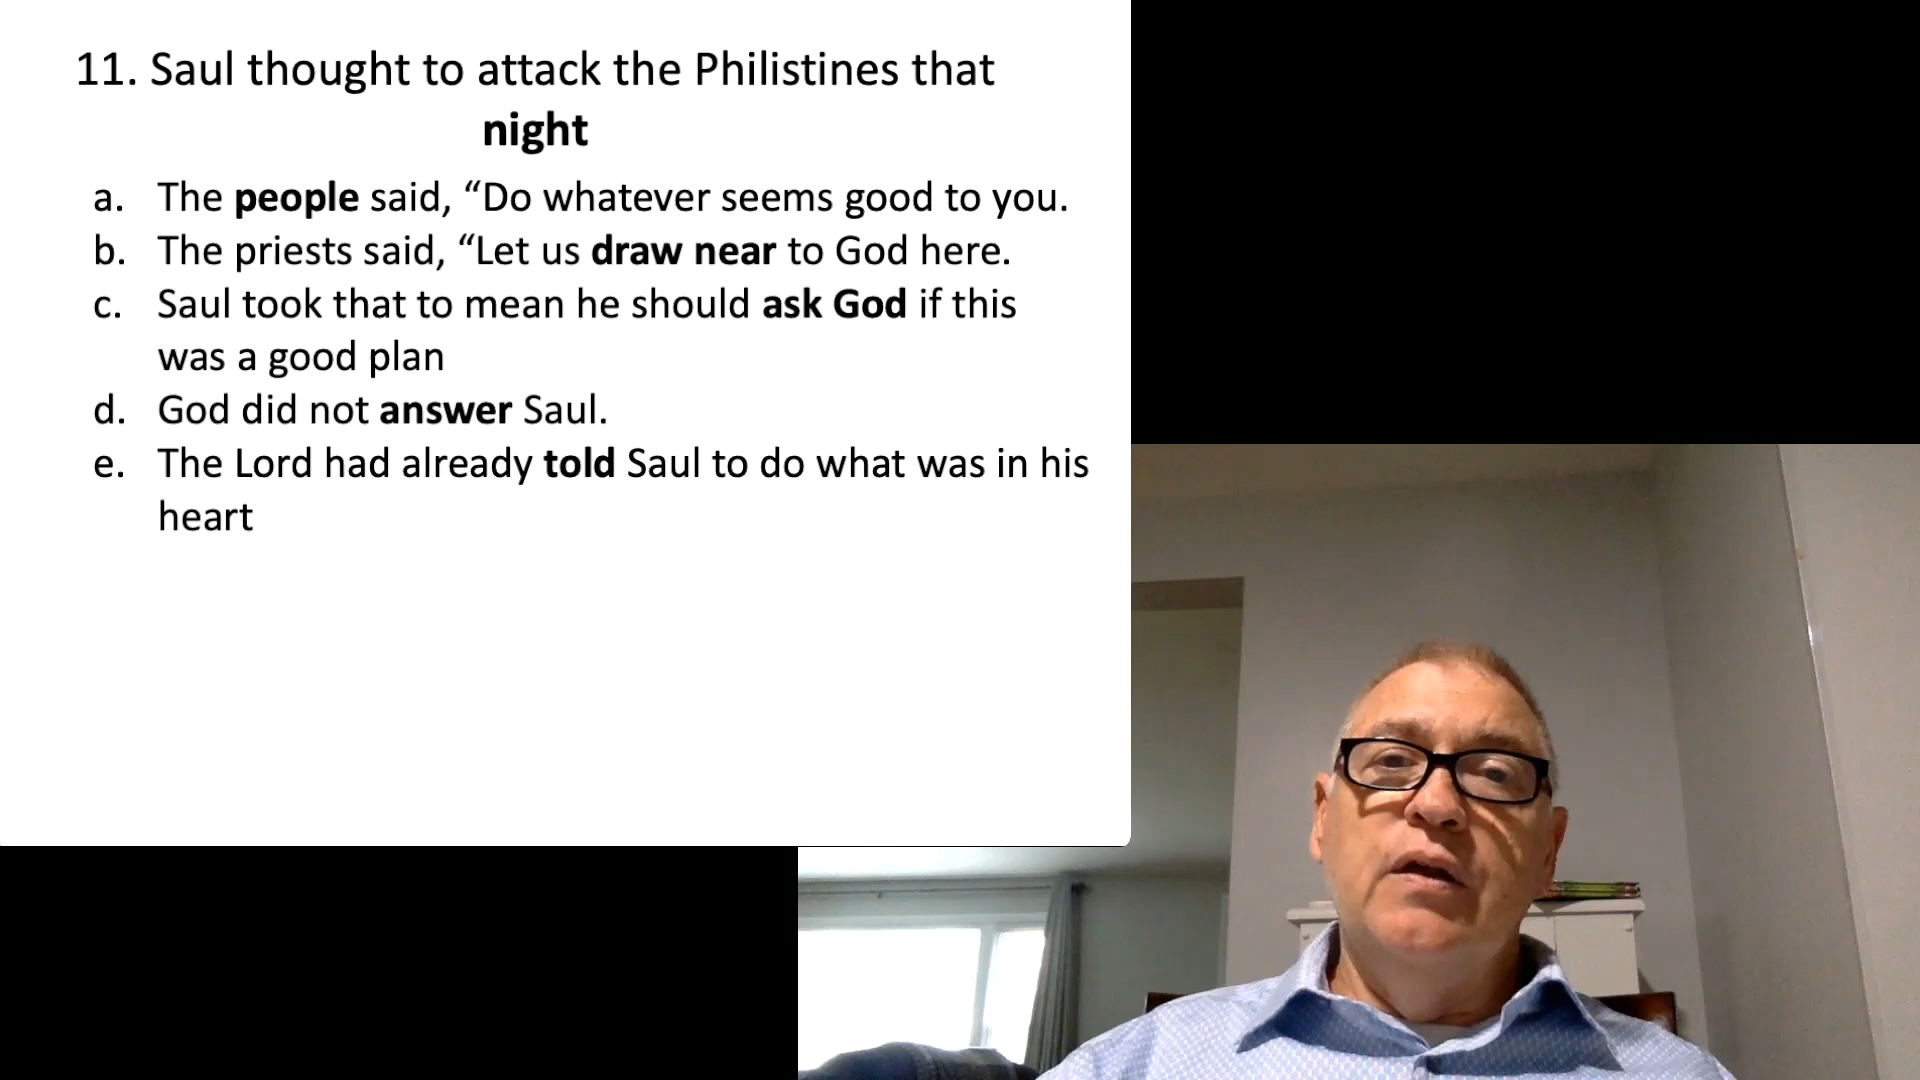 11. Saul thought to attack the Philistines that
night
a. The people said, “Do whatever seems good to you.
b. The priests said, “Let us draw near to God here.
c. Saul took that to mean he should ask God if this
was a good plan
d. God did not answer Saul.
e. The Lord had already told Saul to do what was in his
heart